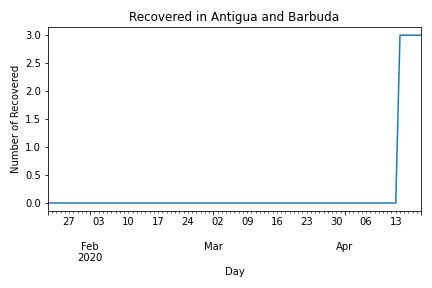 Recovered in Antigua and Barbuda
Number of Recovered
3.0
2.5
2.0
1.5
1.0
0.5
0.0
27 03 10 17 24 02 09 16 23 30 06 13
Feb Mar Apr
2020
Day